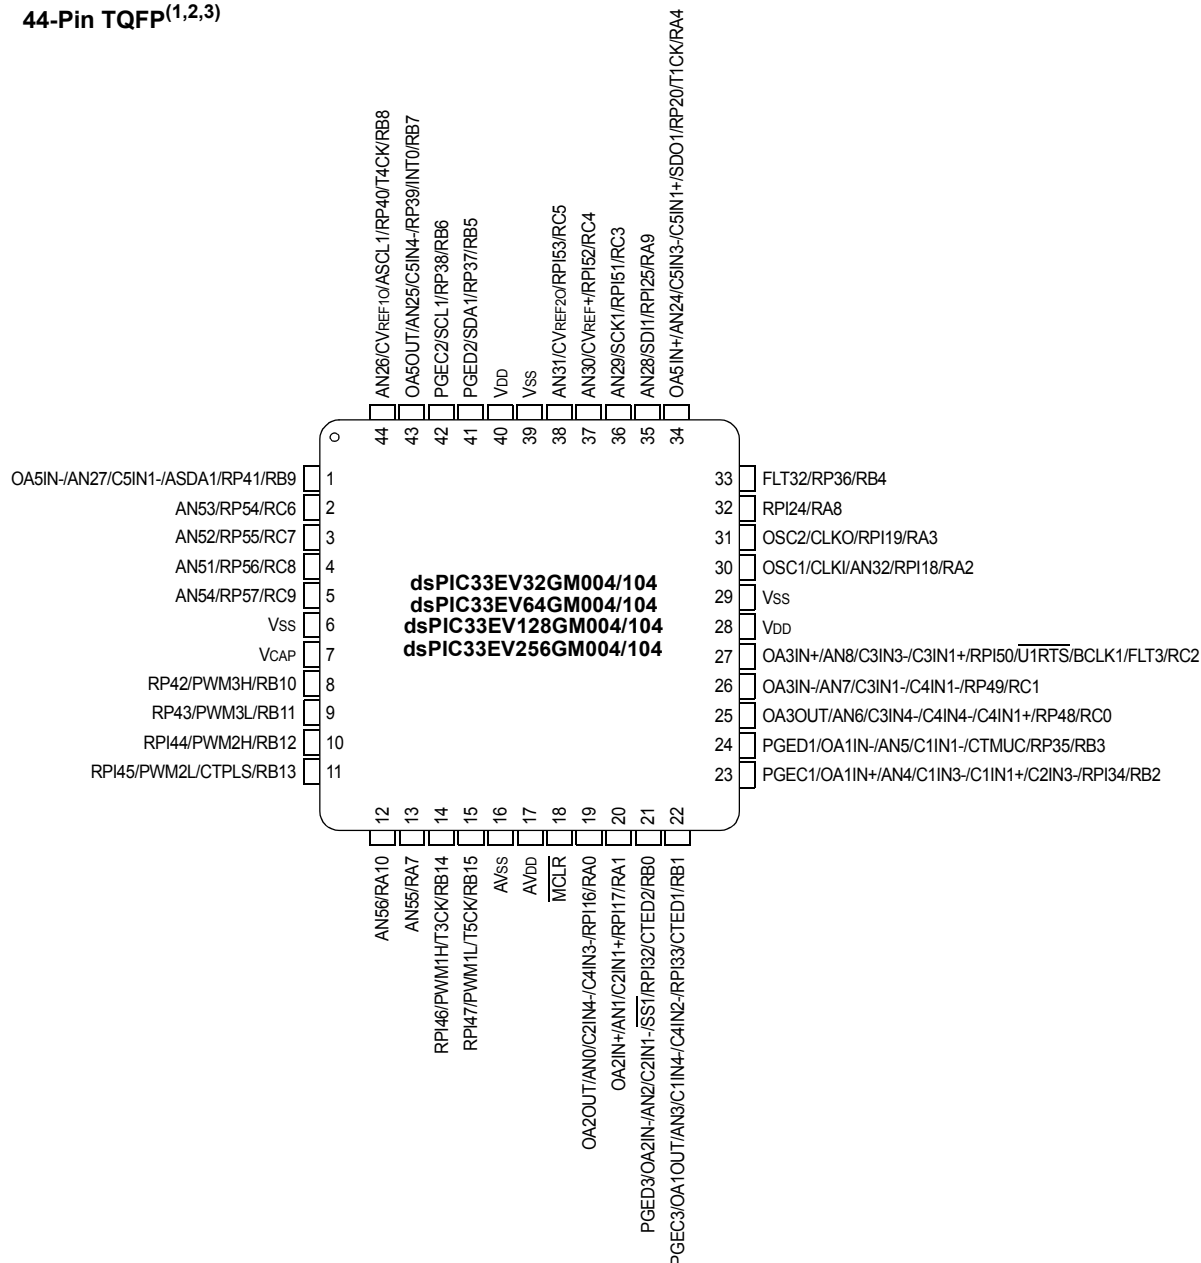 44-Pin TQFP(1,2,3)
AN26/CVREF1O/ASCL1/RP40/T4CK/RB8
OA5OUT/AN25/C5IN4-/RP39/INT0/RB7
PGEC2/SCL1/RP38/RB6
PGED2/SDA1/RP37/RB5
VDD
VSS
AN31/CVREF2O/RPI53/RC5
AN30/CVREF+/RPI52/RC4
AN29/SCK1/RPI51/RC3
AN28/SDI1/RPI25/RA9
OA5IN+/AN24/C5IN3-/C5IN1+/SDO1/RP20/T1CK/RA4
44 43 42 41 40 39 38 37 36 35 34
OA5IN-/AN27/C5IN1-/ASDA1/RP41/RB9 1
AN53/RP54/RC6 2
AN52/RP55/RC7 3
AN51/RP56/RC8 4
AN54/RP57/RC9 5
VSS 6
VCAP 7
RP42/PWM3H/RB10 8
RP43/PWM3L/RB11 9
RPI44/PWM2H/RB12 10
RPI45/PWM2L/CTPLS/RB13 11
dsPIC33EV32GM004/104
dsPIC33EV64GM004/104
dsPIC33EV128GM004/104
dsPIC33EV256GM004/104
33 FLT32/RP36/RB4
32 RPI24/RA8
31 OSC2/CLKO/RPI19/RA3
30 OSC1/CLKI/AN32/RPI18/RA2
29 VSS
28 VDD
27 OA3IN+/AN8/C3IN3-/C3IN1+/RPI50/U1RTS/BCLK1/FLT3/RC2
26 OA3IN-/AN7/C3IN1-/C4IN1-/RP49/RC1
25 OA3OUT/AN6/C3IN4-/C4IN4-/C4IN1+/RP48/RC0
24 PGED1/OA1IN-/AN5/C1IN1-/CTMUC/RP35/RB3
23 PGEC1/OA1IN+/AN4/C1IN3-/C1IN1+/C2IN3-/RPI34/RB2
12 13 14 15 16 17 18 19 20 21 22
AN56/RA10
AN55/RA7
RPI46/PWM1H/T3CK/RB14
RPI47/PWM1L/T5CK/RB15
AVSS
AVDD
MCLR
OA2OUT/AN0/C2IN4-/C4IN3-/RPI16/RA0
OA2IN+/AN1/C2IN1+/RPI17/RA1
PGED3/OA2IN-/AN2/C2IN1-/SS1/RPI32/CTED2/RB0
PGEC3/OA1OUT/AN3/C1IN4-/C4IN2-/RPI33/CTED1/RB1